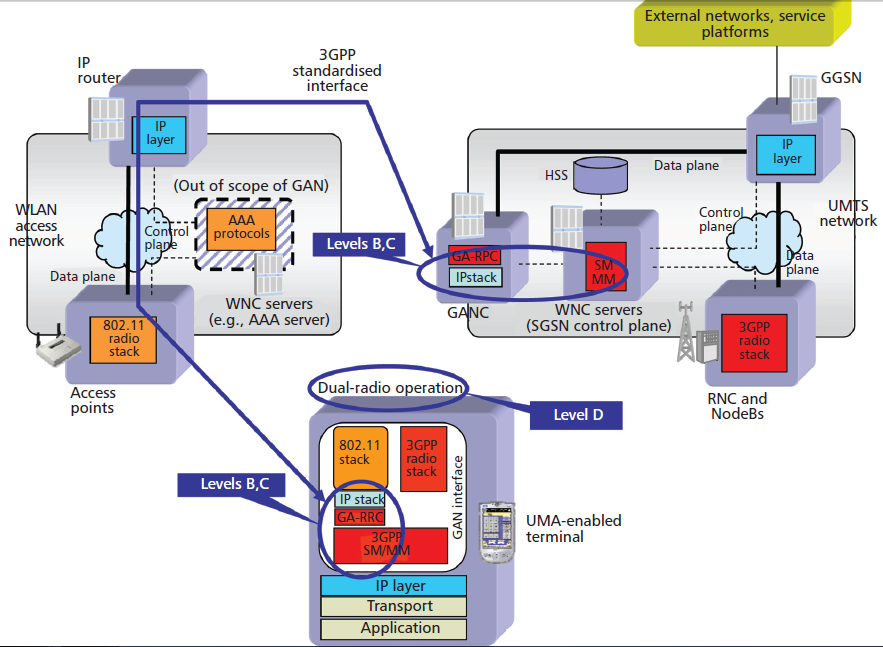 External networks, service
platforms
3GPP
standardised
interface
IP
router
GGSN
IP
layer
IP
layer
HSS
Data plane
(Out of scope of GAN)
WLAN
access
network
AAA
protocols
Control
plane
Levels B,C
GA-RPC
IPstack
SM
MM
Control
plane
UMTS
network
Data
plane
Data plane
WNC servers
(e.g., AAA server)
GANC
WNC servers
(SGSN control plane)
802.11
radio
stack
3GPP
radio
stack
Access
points
RNC and
NodeBs
Dual-radio operation
Level D
802.11
stack
3GPP
radio
stack
GAN interface
Levels B,C
IP stack
GA-RRC
3GPP
SM/MM
UMA-enabled
terminal
IP layer
Transport
Application